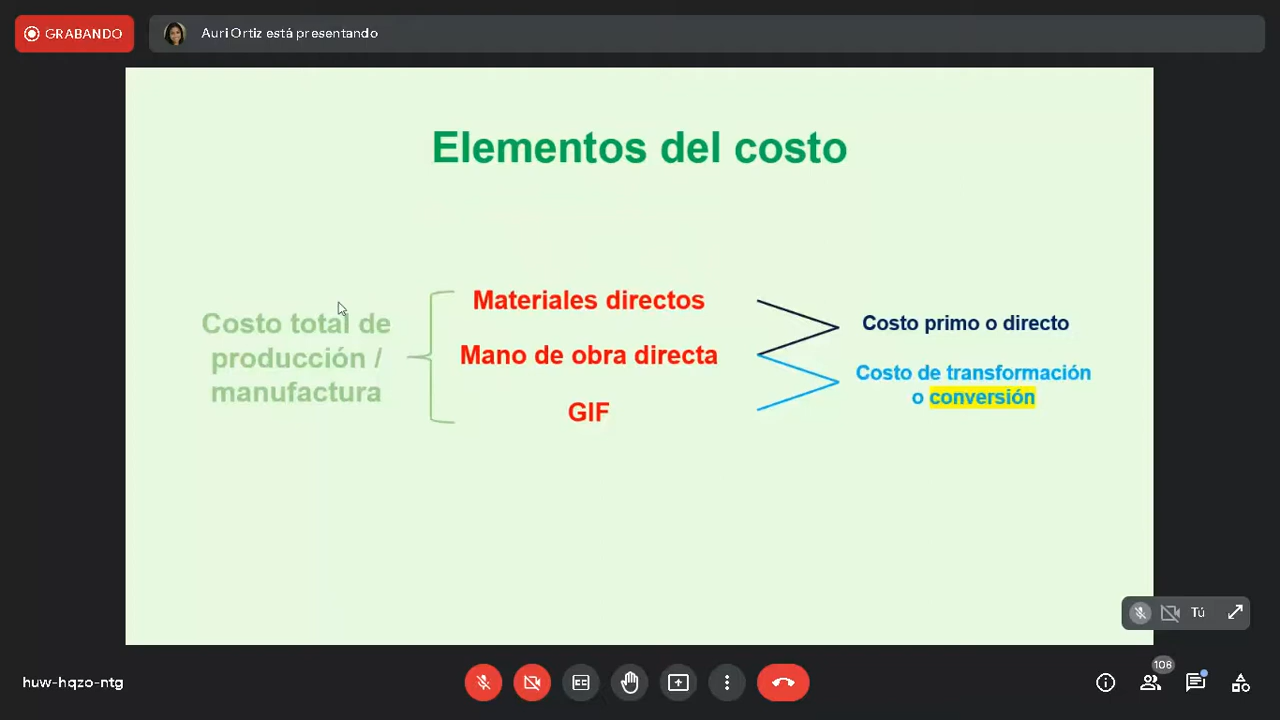 GRABANDO
Auri Ortiz está presentando
Elementos del costo
Costo total de
producción /
manufactura
Materiales directos
Mano de obra directa
GIF
Costo primo o directo
Costo de transformación
o conversión
Tú
huw-hqzo-ntg
108